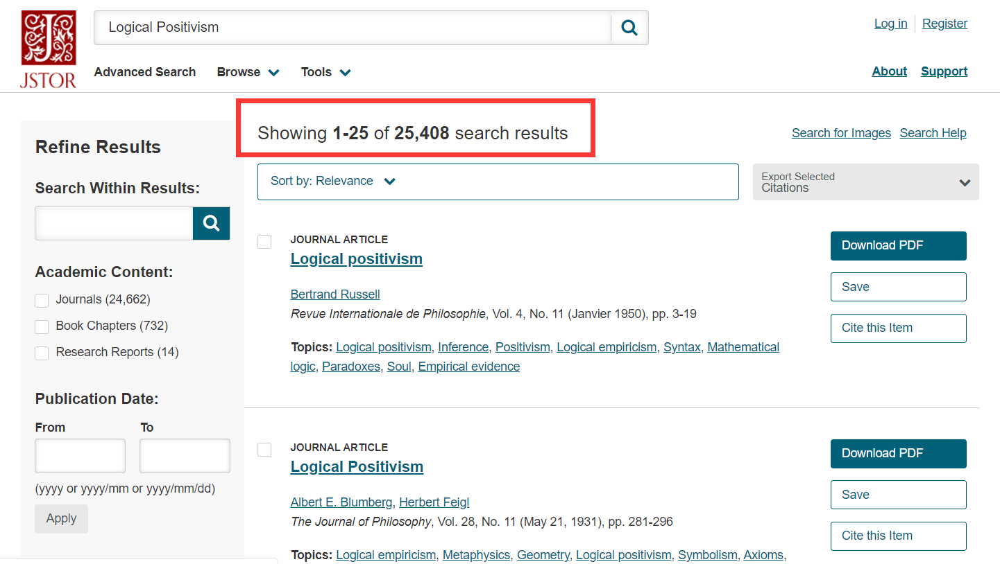 Logical Positivism
Log in Register
JSTOR
Advanced Search Browse Tools
About Support
Showing 1-25 of 25,408 search results
Search for Images Search Help
Sort by: Relevance
Export Selected
Citations
Refine Results
Search Within Results:
Academic Content:
Journals (24,662)
Book Chapters (732)
Research Reports (14)
Publication Date:
From To
(yyyy or yyyy/mm or yyyy/mm/dd)
Apply
JOURNAL ARTICLE
Logical positivism
Bertrand Russell
Revue Internationale de Philosophie, Vol. 4, No. 11 (Janvier 1950), pp. 3-19
Topics: Logical positivism, Inference, Positivism, Logical empiricism, Syntax, Mathematical
logic, Paradoxes, Soul, Empirical evidence
Download PDF
Save
Cite this Item
JOURNAL ARTICLE
Logical Positivism
Albert E. Blumberg, Herbert Feigl
The Journal of Philosophy, Vol. 28, No. 11 (May 21, 1931), pp. 281-296
Topics: Logical empiricism, Metaphysics, Geometry, Logical positivism, Symbolism, Axioms,
Download PDF
Save
Cite this Item